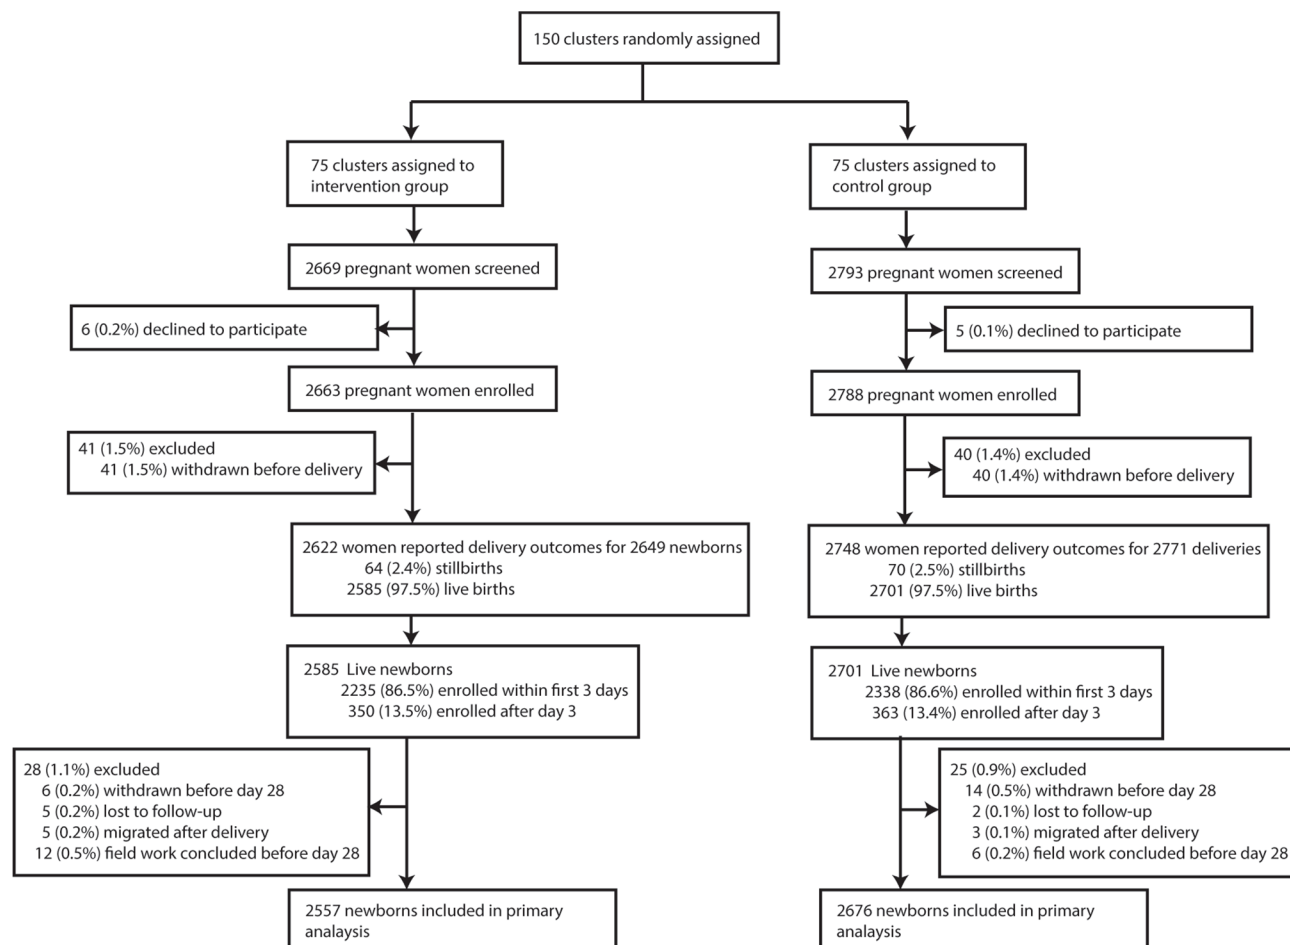 150 clusters randomly assigned
75 clusters assigned to
intervention group
75 clusters assigned to
control group
2669 pregnant women screened
2793 pregnant women screened
6 (0.2%) declined to participate
5 (0.1%) declined to participate
2663 pregnant women enrolled
2788 pregnant women enrolled
41 (1.5%) excluded
41 (1.5%) withdrawn before delivery
40 (1.4%) excluded
40 (1.4%) withdrawn before delivery
2622 women reported delivery outcomes for 2649 newborns
64 (2.4%) stillbirths
2585 (97.5%) live births
2748 women reported delivery outcomes for 2771 deliveries
70 (2.5%) stillbirths
2701 (97.5%) live births
2585 Live newborns
2235 (86.5%) enrolled within first 3 days
350 (13.5%) enrolled after day 3
2701 Live newborns
2338 (86.6%) enrolled within first 3 days
363 (13.4%) enrolled after day 3
28 (1.1%) excluded
6 (0.2%) withdrawn before day 28
5 (0.2%) lost to follow-up
5 (0.2%) migrated after delivery
12 (0.5%) field work concluded before day 28
25 (0.9%) excluded
14 (0.5%) withdrawn before day 28
2 (0.1%) lost to follow-up
3 (0.1%) migrated after delivery
6 (0.2%) field work concluded before day 28
2557 newborns included in primary
analaysis
2676 newborns included in primary
analaysis